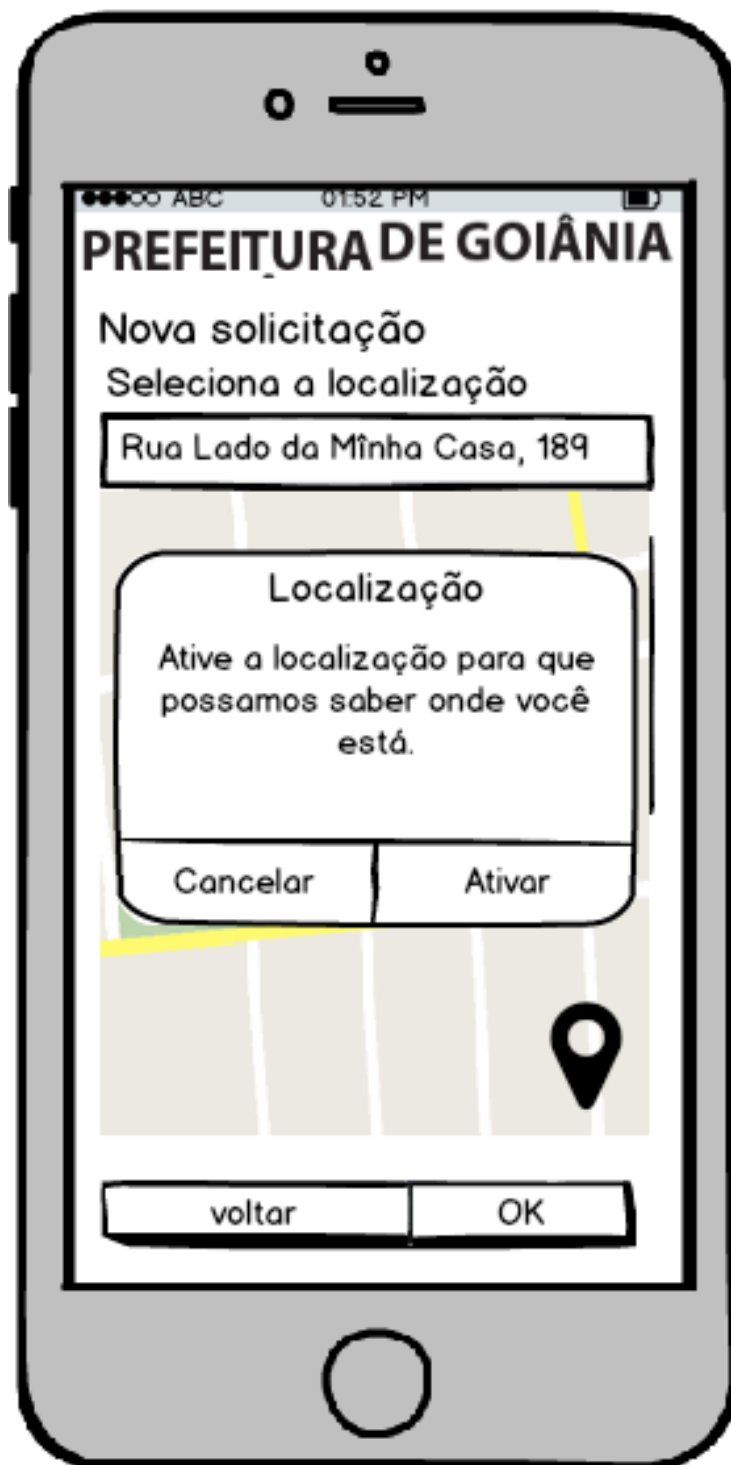 ABC 01:52 PM
PREFEITURA DE GOIÂNIA
Nova solicitação
Seleciona a localização
Rua Lado da Mînha Casa, 189
Localização
Ative a localização para que
possamos saber onde você
está.
Cancelar Ativar
voltar OK